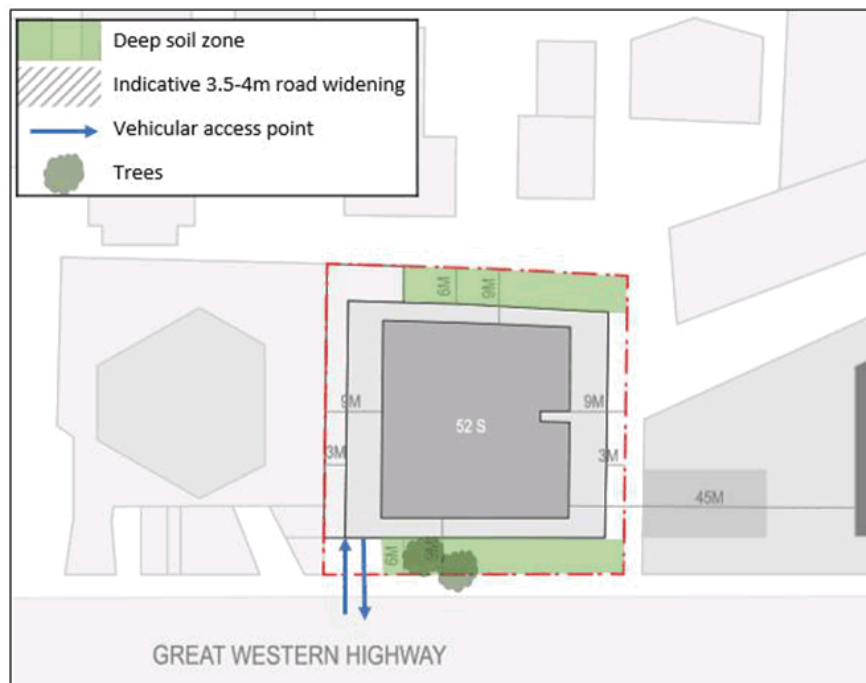 Deep soil zone
Indicative 3.5-4m road widening
Vehicular access point
Trees
6M
9M
9M
9M
52 S
3M
3M
45M
6M
9M
GREAT WESTERN HIGHWAY